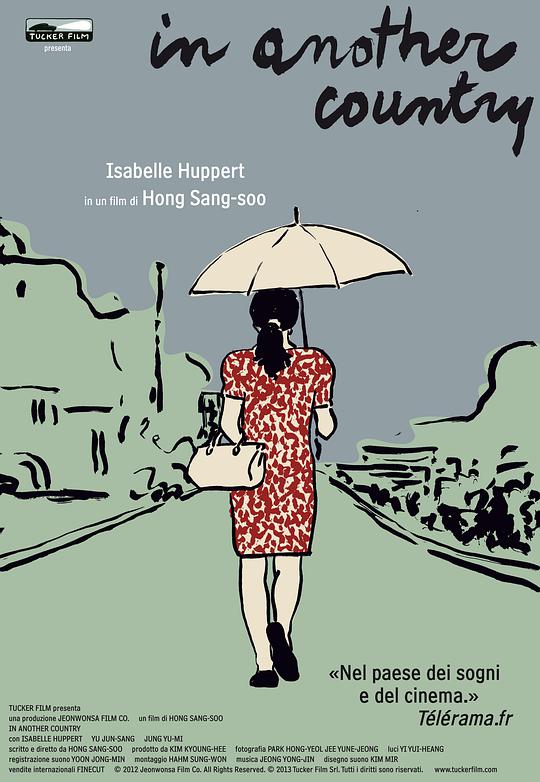 TUCKER FILM
presenta
in another
country
Isabelle Huppert
in un film di Hong Sang-soo
«Nel paese dei sogni
e del cinema.»
Télérama.fr
TUCKER FILM presenta
una produzione JEONWONSA FILM CO. un film di HONG SANG-SOO
IN ANOTHER COUNTRY
con ISABELLE HUPPERT YU JUN-SANG JUNG YU-MI
scritto e diretto da HONG SANG-SOO prodotto da KIM KYOUNG-HEE fotografia PARK HONG-YEOL JEE YUNE-JEONG luci YI YUI-HEANG
registrazione suono YOON JONG-MIN montaggio HAHM SUNG-WON musica JEONG YONG-JIN disegno suono KIM MIR
vendite internazionali FINECUT © 2012 Jeonwonsa Film Co. All Rights Reserved. © 2013 Tucker Film Srl. Tutti i diritti sono riservati. www.tuckerfilm.com